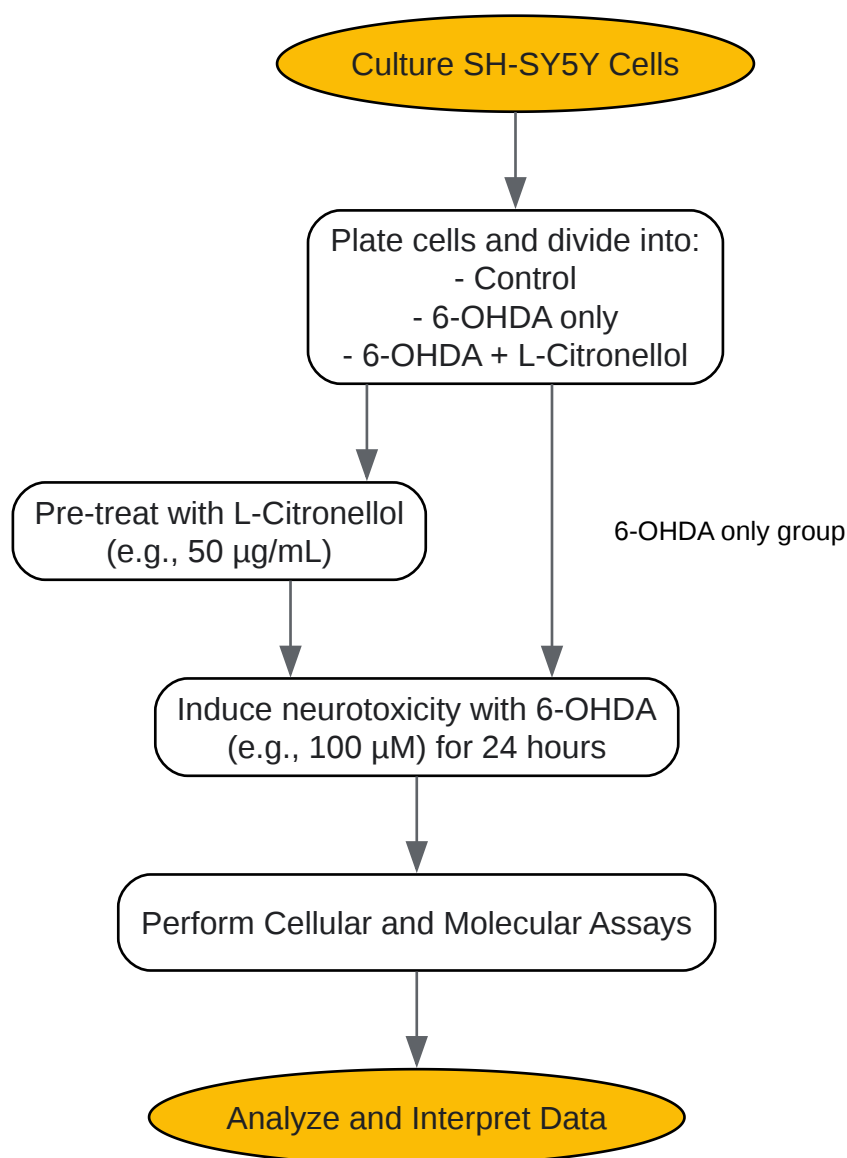 Culture SH-SY5Y Cells
Plate cells and divide into:
- Control
- 6-OHDA only
- 6-OHDA + L-Citronellol
Pre-treat with L-Citronellol
(e.g., 50 µg/mL)
6-OHDA only group
Induce neurotoxicity with 6-OHDA
(e.g., 100 µM) for 24 hours
Perform Cellular and Molecular Assays
Analyze and Interpret Data